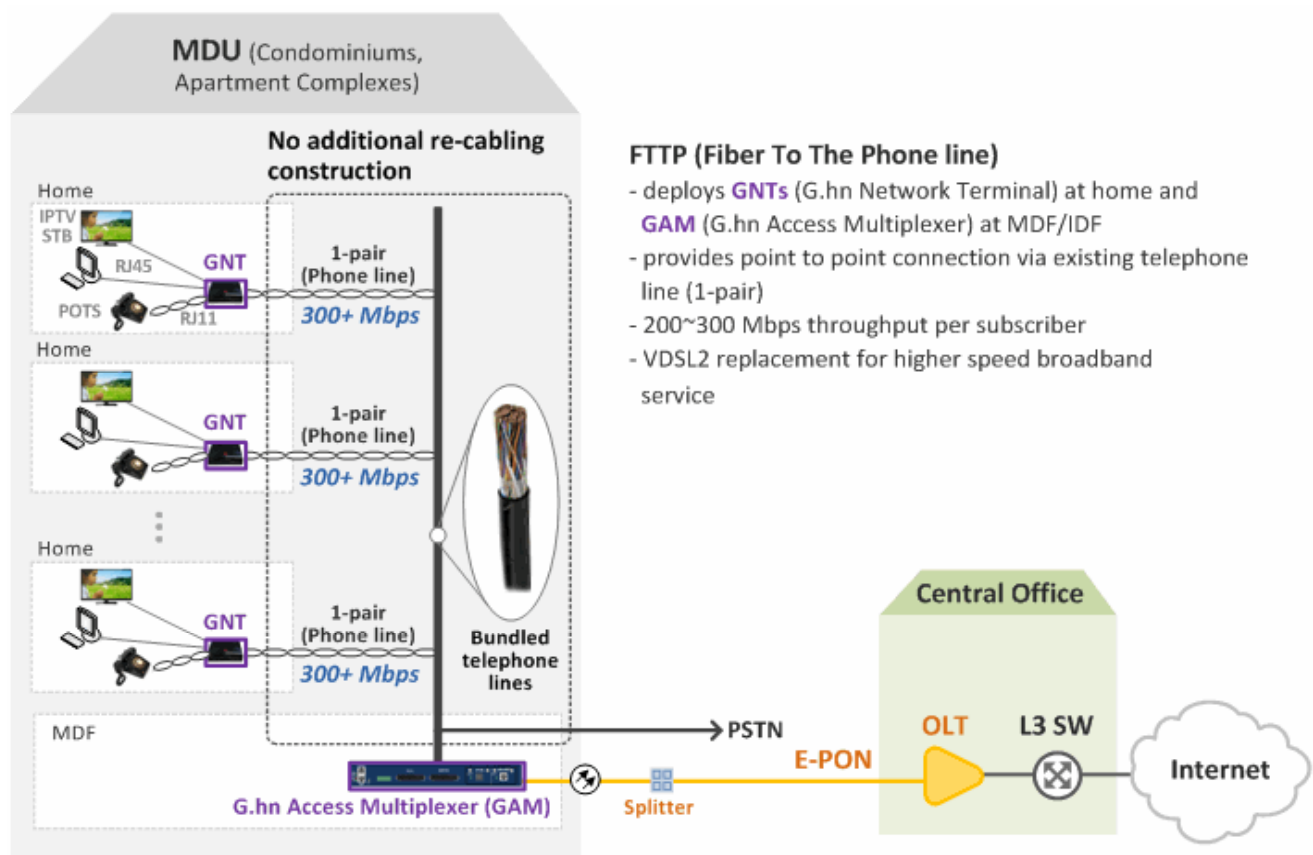 MDU (Condominiums,
Apartment Complexes)
No additional re-cabling
construction
Home
IPTV
STB
RJ45
GNT
POTS
RJ11
1-pair
(Phone line)
300+ Mbps
Home
GNT
1-pair
(Phone line)
300+ Mbps
Home
GNT
1-pair
(Phone line)
300+ Mbps
Bundled
telephone
lines
MDF
PSTN
G.hn Access Multiplexer (GAM)
FTTP (Fiber To The Phone line)
- deploys GNTs (G.hn Network Terminal) at home and
GAM (G.hn Access Multiplexer) at MDF/IDF
- provides point to point connection via existing telephone
line (1-pair)
- 200~300 Mbps throughput per subscriber
- VDSL2 replacement for higher speed broadband
service
Splitter
E-PON
Central Office
OLT
L3 SW
Internet